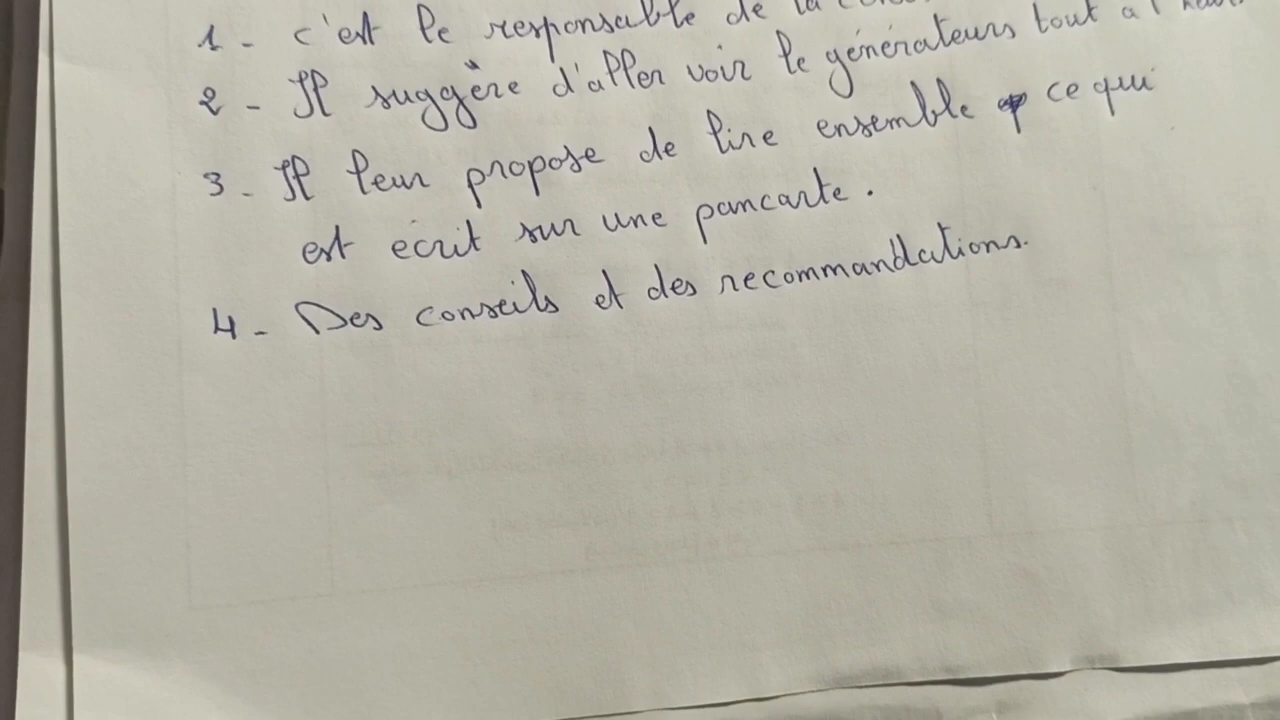 1 - c'est le responsable de la
2 - Il suggère d'aller voir le générateurs tout à l'
3 - Il leur propose de lire ensemble ce qui
est écrit sur une pancarte.
4 - Des conseils et des recommandations.